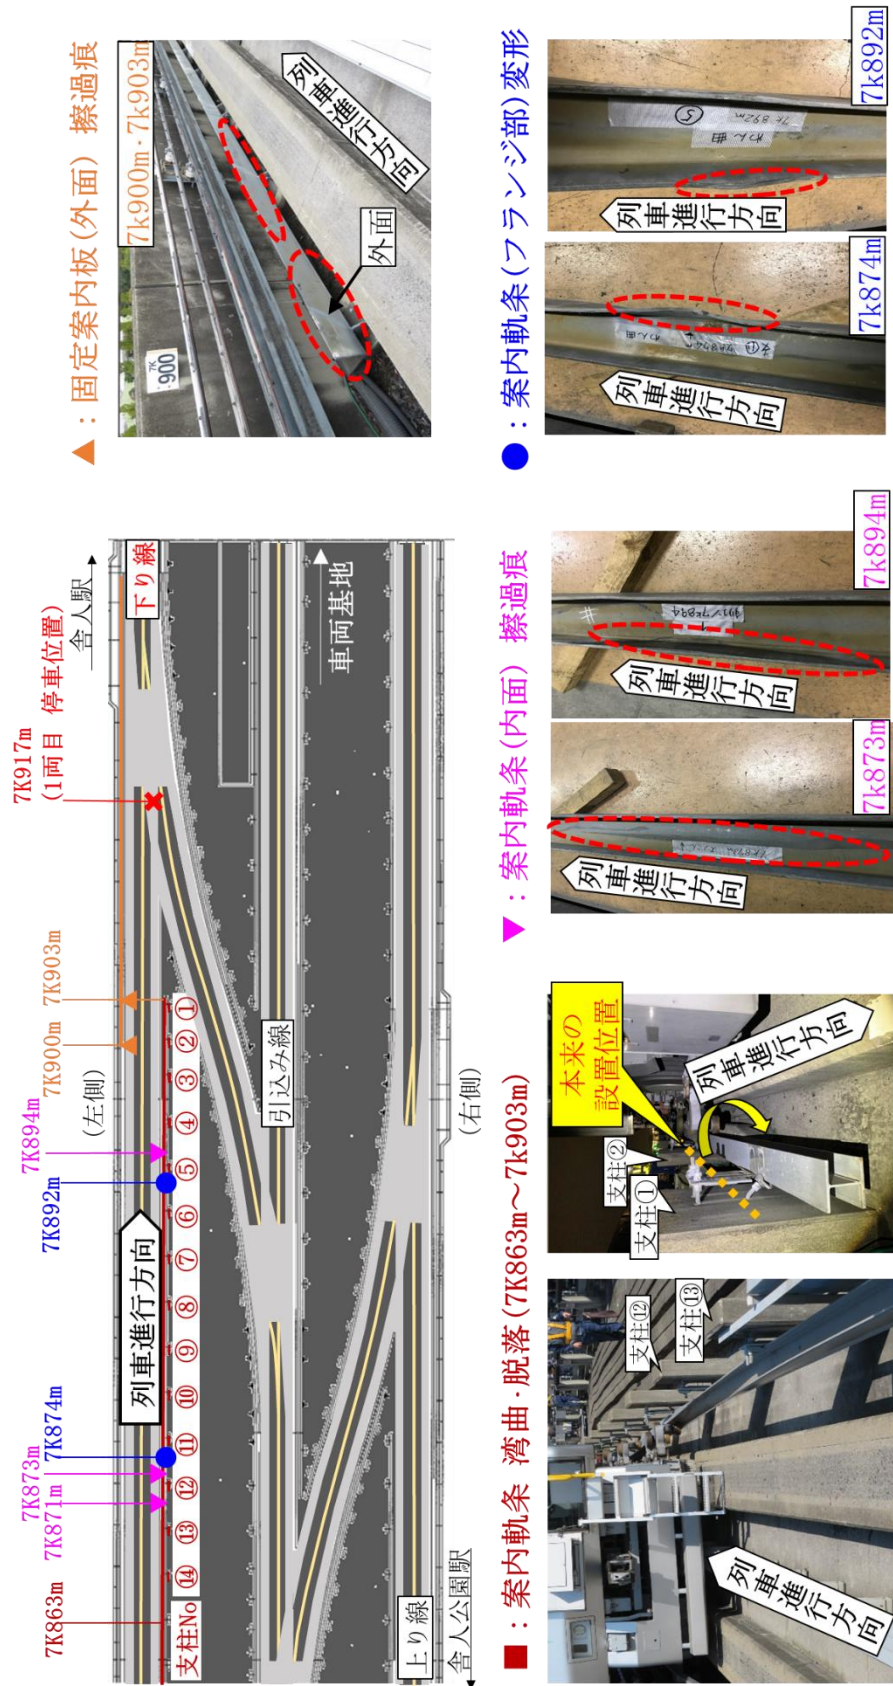 7K863m
7K871m
7K873m
7K874m
7K892m
7K894m
7K900m
7K903m
7K917m
(1両目 停車位置)
舎人駅
(左側)
列車進行方向
下り線
支柱No
⑭
⑬
⑫
⑪
⑩
⑨
⑧
⑦
⑥
⑤
④
③
②
①
引込み線
車両基地
上り線
(右側)
舎人公園駅
▲：固定案内板(外面) 擦過痕
7k900m・7k903m
7K
900
列車進行方向
外面
■：案内軌条 湾曲・脱落(7K863m～7k903m)
支柱⑫
支柱⑬
列車進行方向
本来の
設置位置
支柱②
支柱①
列車進行方向
▼：案内軌条(内面) 擦過痕
列車進行方向
7k873m
列車進行方向
7k894m
●：案内軌条(フランジ部)変形
列車進行方向
わん曲
7k874m
列車進行方向
7k892m
わん曲
7k892m